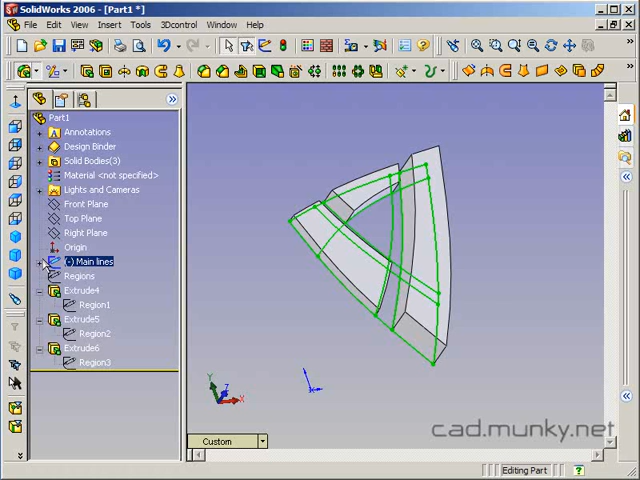 SolidWorks 2006 - [Part1 *]
File Edit View Insert Tools 3Dcontrol Window Help
Part1
Annotations
Design Binder
Solid Bodies(3)
Material <not specified>
Lights and Cameras
Front Plane
Top Plane
Right Plane
Origin
(-) Main lines
Regions
Extrude4
Region1
Extrude5
Region2
Extrude6
Region3
Y
Z
X
Custom
cad.munky.net
Editing Part